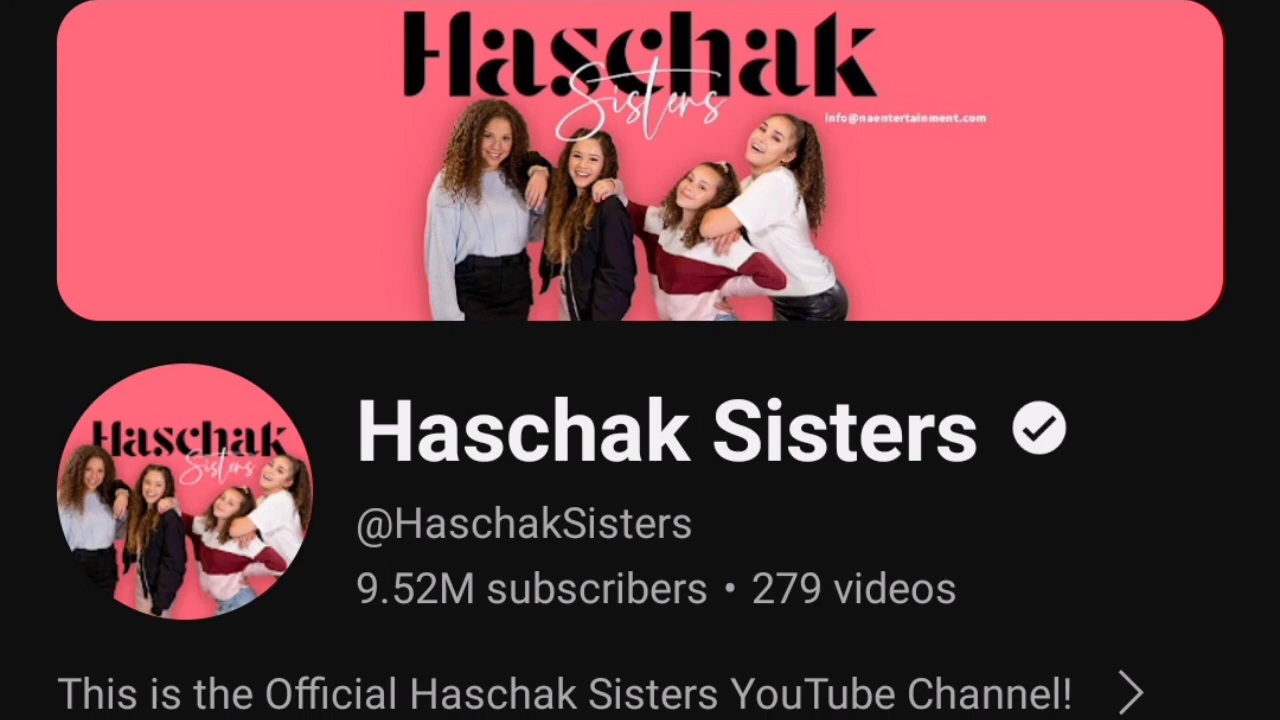 Haschak
Sisters
info@naentertainment.com
Haschak
Sisters
Haschak Sisters
@HaschakSisters
9.52M subscribers • 279 videos
This is the Official Haschak Sisters YouTube Channel!